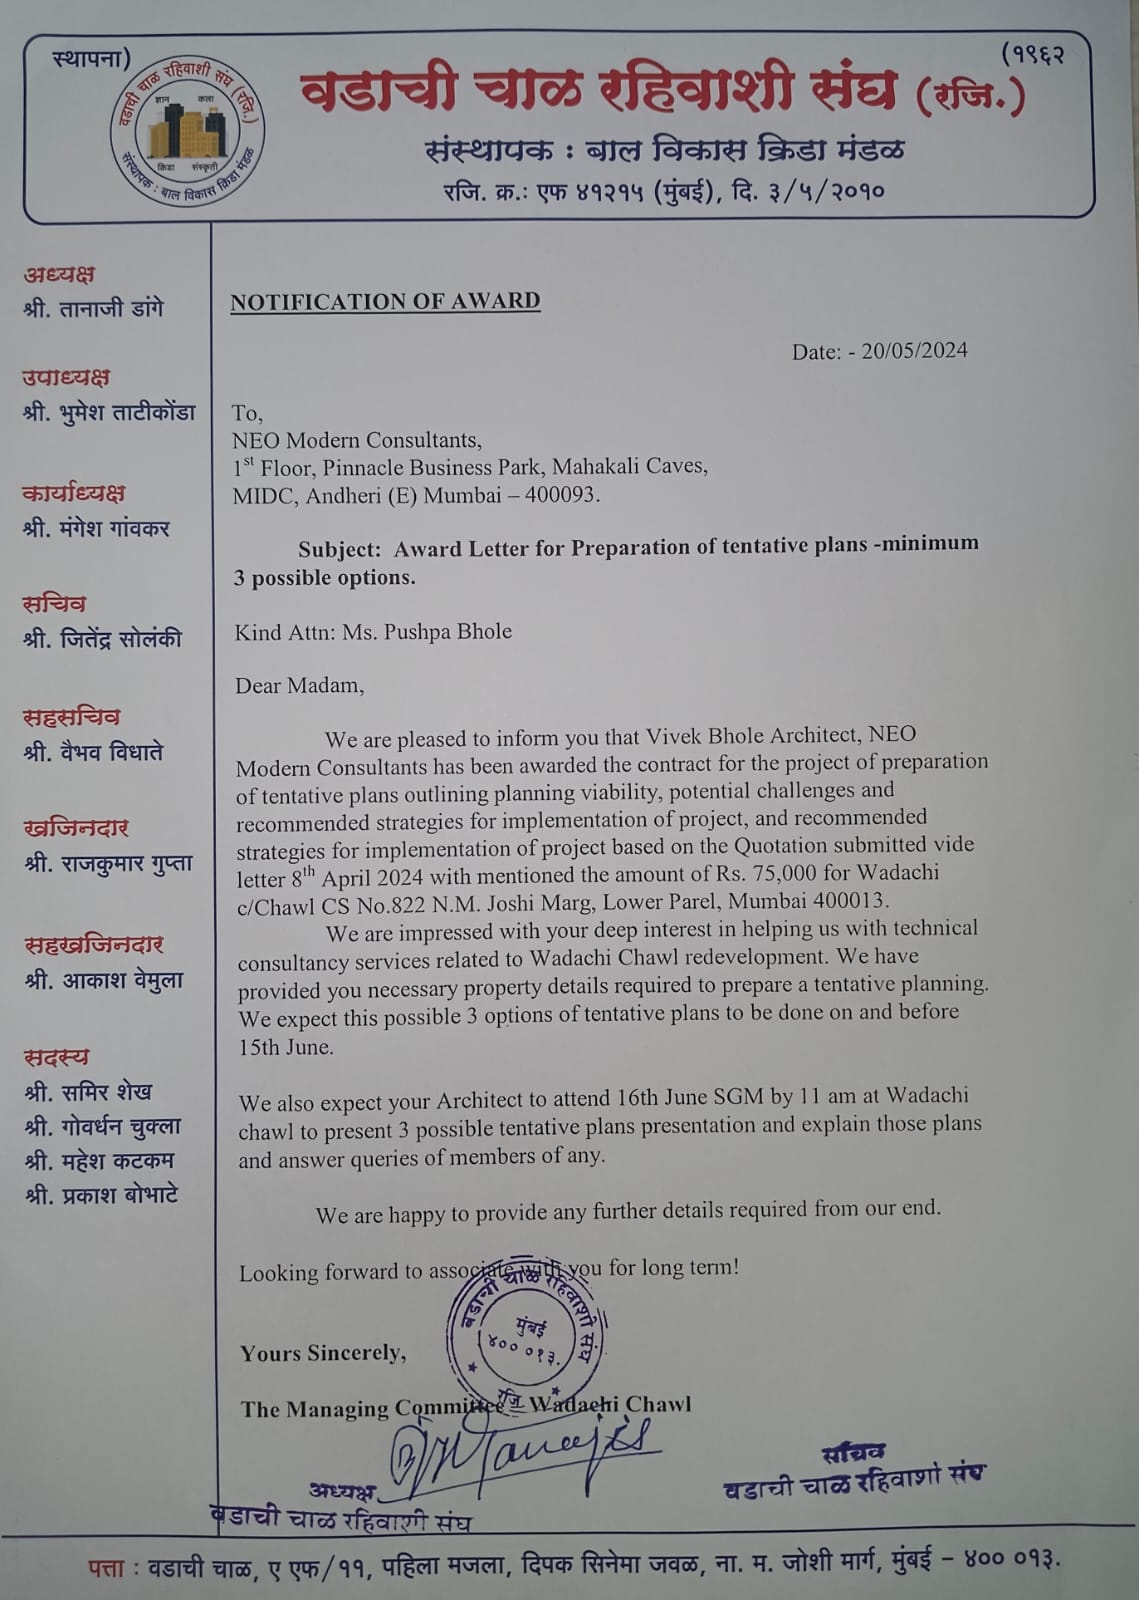 स्थापना)
(१९६२
वडाची चाळ रहिवाशी संघ (रजि.)
ज्ञान कला
क्रिडा संस्कृती
संस्थापक : बाल विकास क्रिडा मंडळ
वडाची चाळ रहिवाशी संघ (रजि.)
संस्थापक : बाल विकास क्रिडा मंडळ
रजि. क्र.: एफ ४१२१५ (मुंबई), दि. ३/५/२०१०
अध्यक्ष
श्री. तानाजी डांगे
उपाध्यक्ष
श्री. भुमेश ताटीकोंडा
कार्याध्यक्ष
श्री. मंगेश गांवकर
सचिव
श्री. जितेंद्र सोलंकी
सहसचिव
श्री. वैभव विधाते
खजिनदार
श्री. राजकुमार गुप्ता
सहखजिनदार
श्री. आकाश वेमुला
सदस्य
श्री. समिर शेख
श्री. गोवर्धन चुक्ला
श्री. महेश कटकम
श्री. प्रकाश बोभाटे
NOTIFICATION OF AWARD
Date: - 20/05/2024
To,
NEO Modern Consultants,
1st Floor, Pinnacle Business Park, Mahakali Caves,
MIDC, Andheri (E) Mumbai – 400093.
Subject: Award Letter for Preparation of tentative plans -minimum
3 possible options.
Kind Attn: Ms. Pushpa Bhole
Dear Madam,
We are pleased to inform you that Vivek Bhole Architect, NEO
Modern Consultants has been awarded the contract for the project of preparation
of tentative plans outlining planning viability, potential challenges and
recommended strategies for implementation of project, and recommended
strategies for implementation of project based on the Quotation submitted vide
letter 8th April 2024 with mentioned the amount of Rs. 75,000 for Wadachi
c/Chawl CS No.822 N.M. Joshi Marg, Lower Parel, Mumbai 400013.
We are impressed with your deep interest in helping us with technical
consultancy services related to Wadachi Chawl redevelopment. We have
provided you necessary property details required to prepare a tentative planning.
We expect this possible 3 options of tentative plans to be done on and before
15th June.
We also expect your Architect to attend 16th June SGM by 11 am at Wadachi
chawl to present 3 possible tentative plans presentation and explain those plans
and answer queries of members of any.
We are happy to provide any further details required from our end.
Looking forward to associate with you for long term!
वडाची चाळ रहिवाशी संघ
मुंबई
४०० ०१३.
रजि
Yours Sincerely,
The Managing Committee – Wadachi Chawl
अध्यक्ष
वडाची चाळ रहिवाशी संघ
सचिव
वडाची चाळ रहिवाशी संघ
पत्ता : वडाची चाळ, ए एफ/११, पहिला मजला, दिपक सिनेमा जवळ, ना. म. जोशी मार्ग, मुंबई – ४०० ०१३.